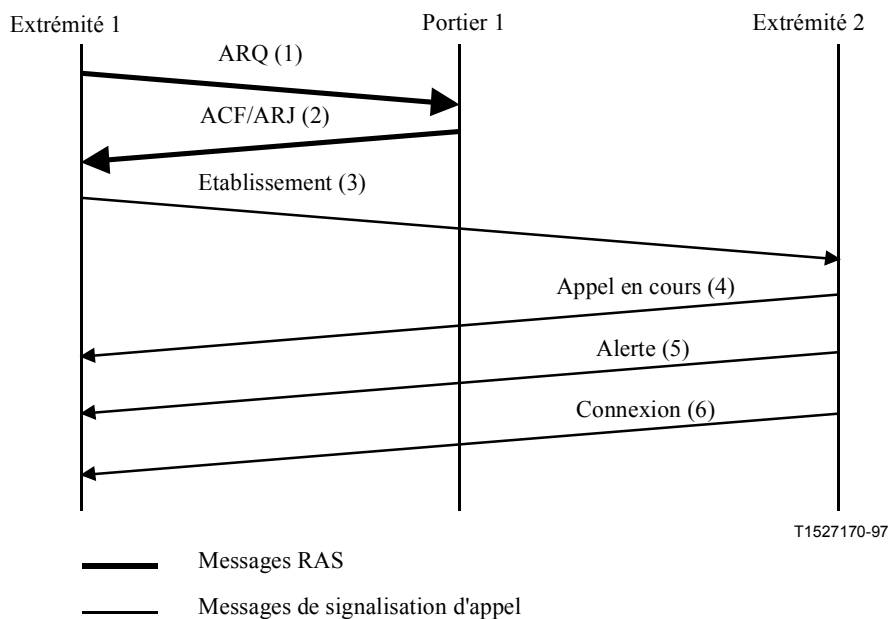 Extrémité 1
Portier 1
Extrémité 2
ARQ (1)
ACF/ARJ (2)
Etablissement (3)
Appel en cours (4)
Alerte (5)
Connexion (6)
T1527170-97
Messages RAS
Messages de signalisation d'appel